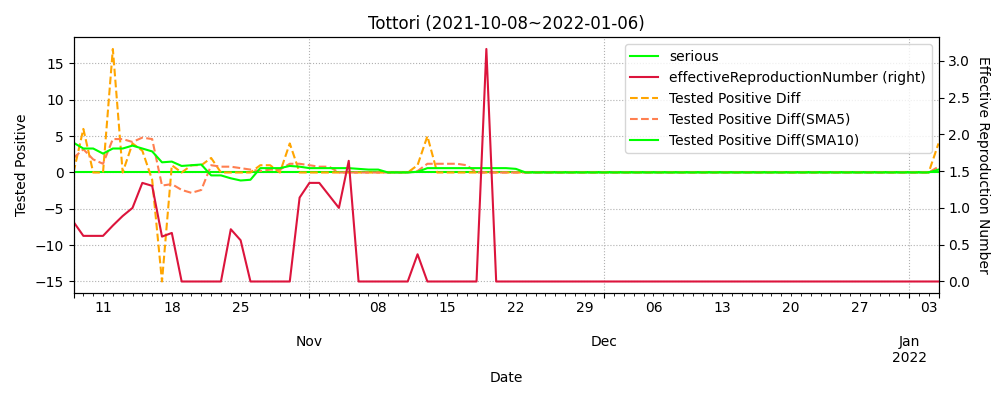 Tottori (2021-10-08~2022-01-06)
serious
effectiveReproductionNumber (right)
Tested Positive Diff
Tested Positive Diff(SMA5)
Tested Positive Diff(SMA10)
Tested Positive
15
10
5
0
−5
−10
−15
3.0
2.5
2.0
1.5
1.0
0.5
0.0
Effective Reproduction Number
11 18 25 08 15 22 29 06 13 20 27 03
Nov Dec Jan
2022
Date